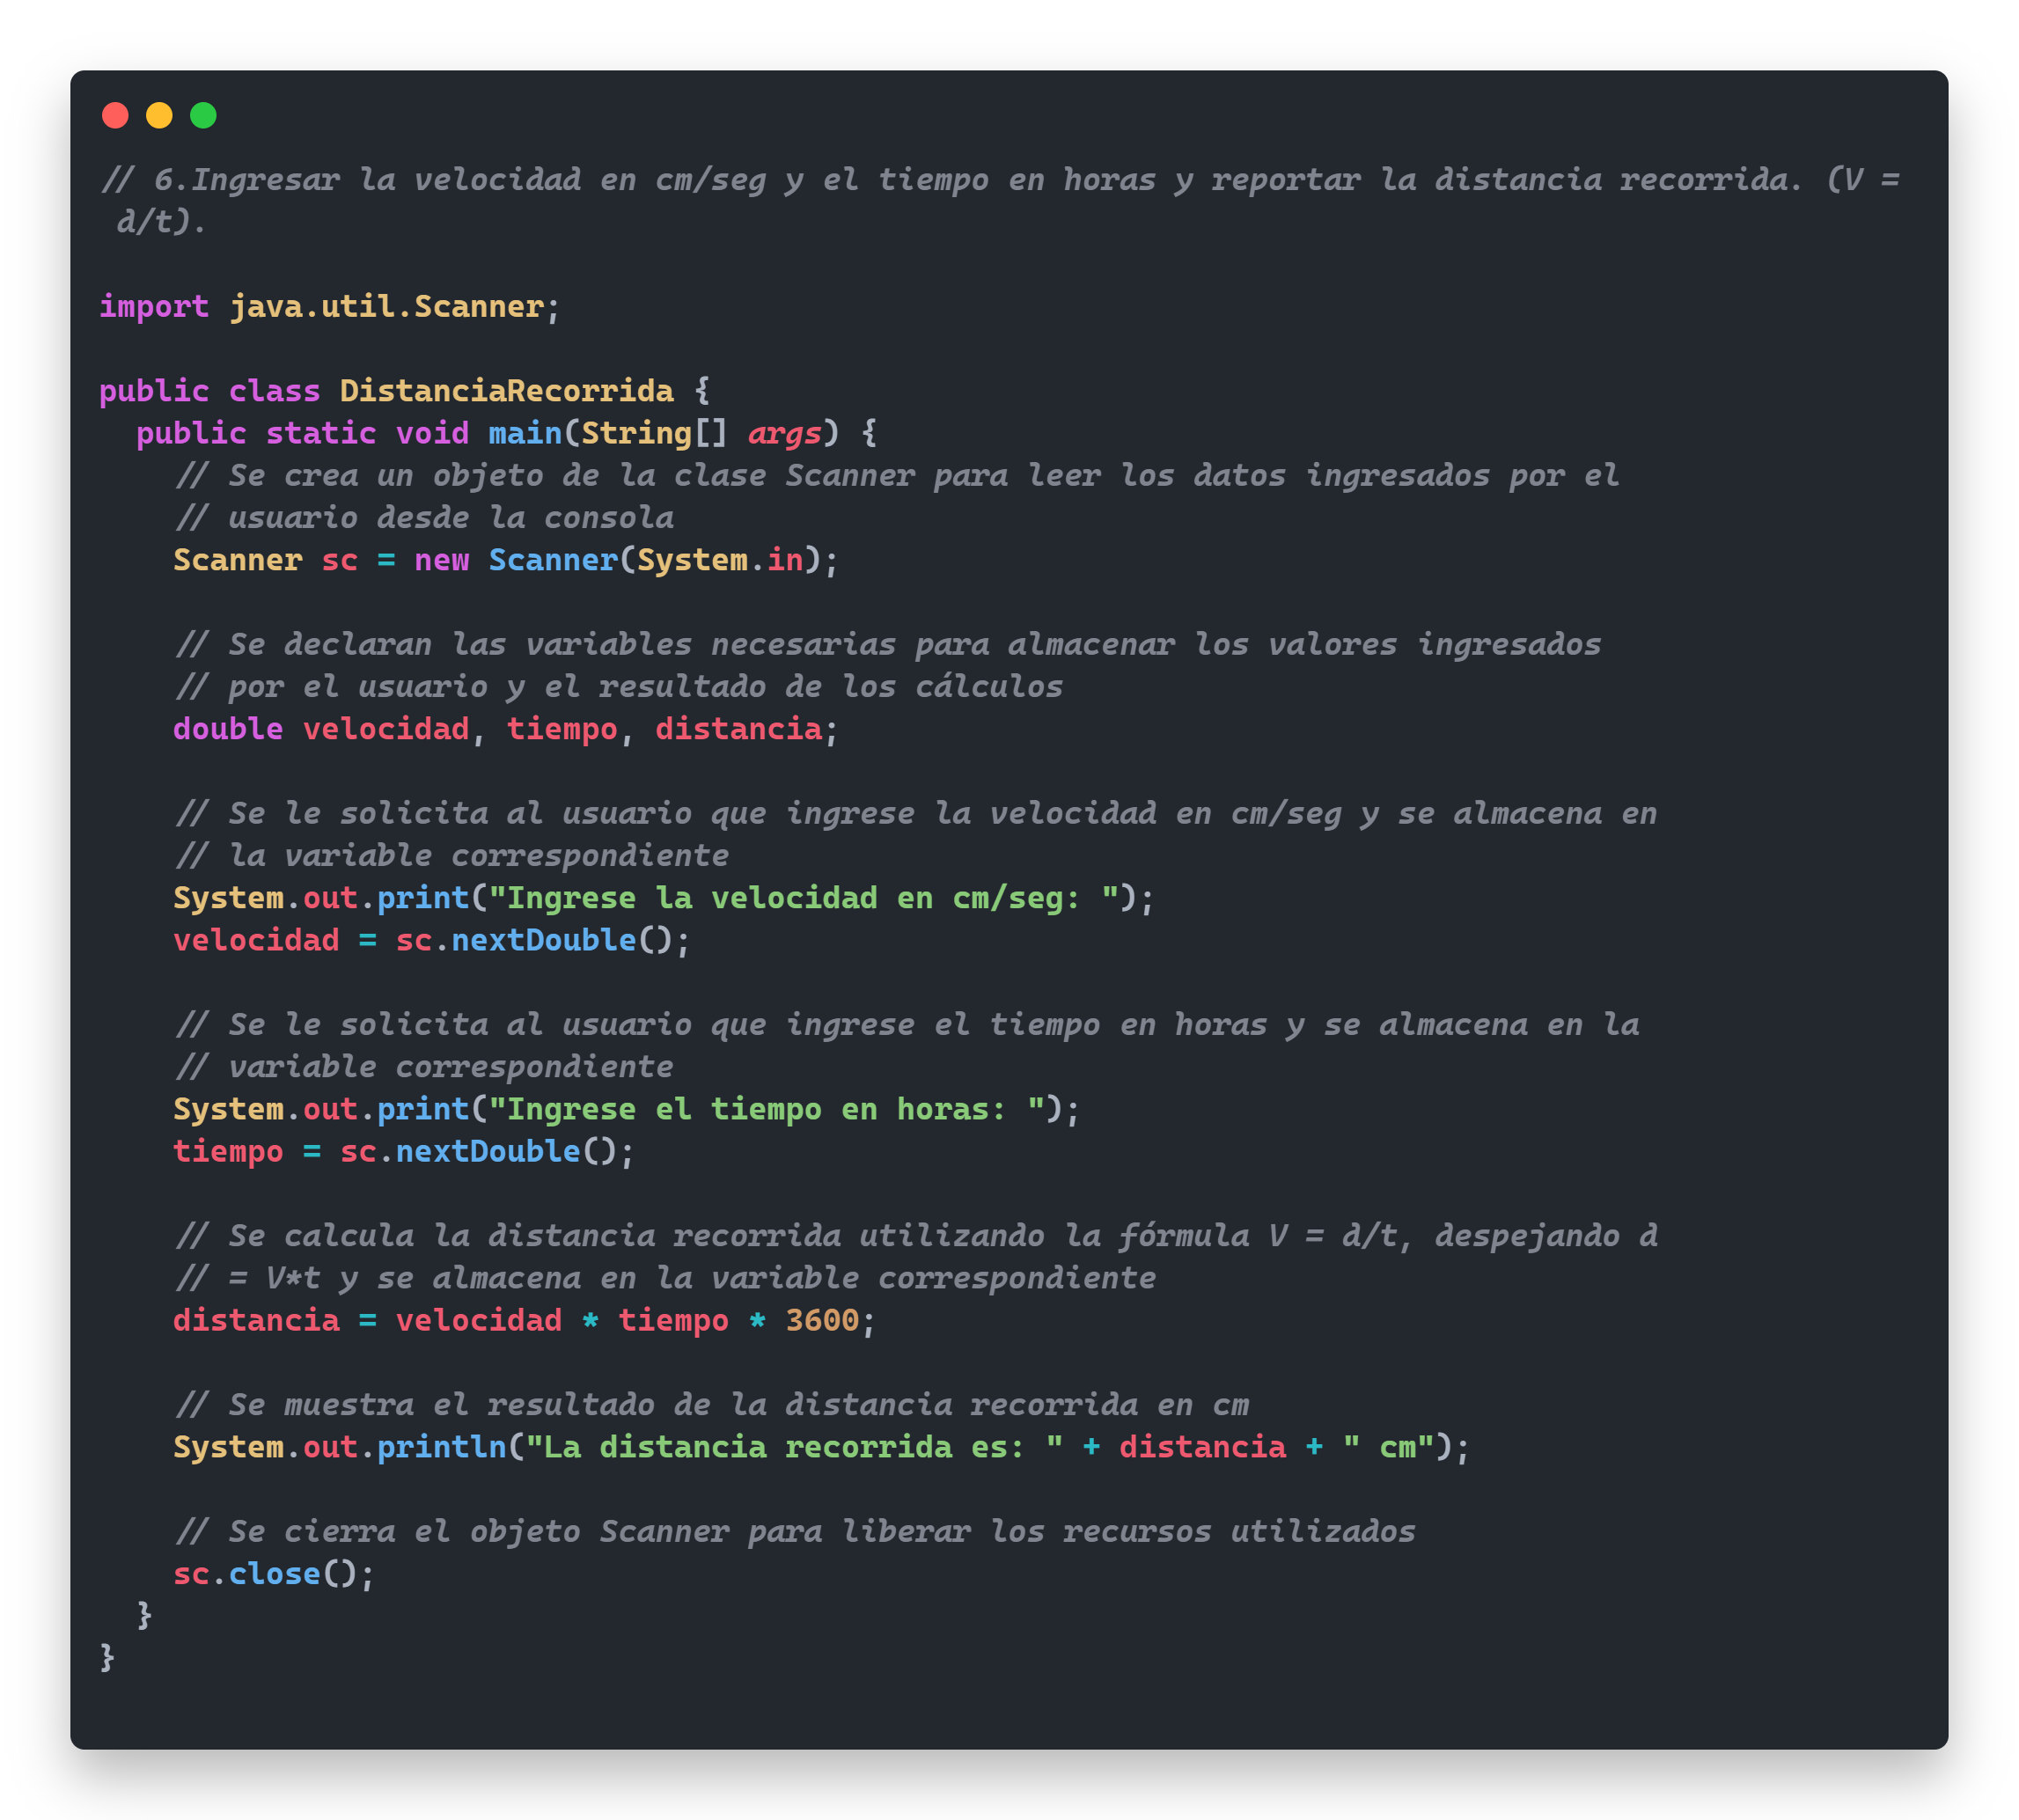 // 6.Ingresar la velocidad en cm/seg y el tiempo en horas y reportar la distancia recorrida. (V =
 d/t).

import java.util.Scanner;

public class DistanciaRecorrida {
  public static void main(String[] args) {
    // Se crea un objeto de la clase Scanner para leer los datos ingresados por el
    // usuario desde la consola
    Scanner sc = new Scanner(System.in);

    // Se declaran las variables necesarias para almacenar los valores ingresados
    // por el usuario y el resultado de los cálculos
    double velocidad, tiempo, distancia;

    // Se le solicita al usuario que ingrese la velocidad en cm/seg y se almacena en
    // la variable correspondiente
    System.out.print("Ingrese la velocidad en cm/seg: ");
    velocidad = sc.nextDouble();

    // Se le solicita al usuario que ingrese el tiempo en horas y se almacena en la
    // variable correspondiente
    System.out.print("Ingrese el tiempo en horas: ");
    tiempo = sc.nextDouble();

    // Se calcula la distancia recorrida utilizando la fórmula V = d/t, despejando d
    // = V*t y se almacena en la variable correspondiente
    distancia = velocidad * tiempo * 3600;

    // Se muestra el resultado de la distancia recorrida en cm
    System.out.println("La distancia recorrida es: " + distancia + " cm");

    // Se cierra el objeto Scanner para liberar los recursos utilizados
    sc.close();
  }
}